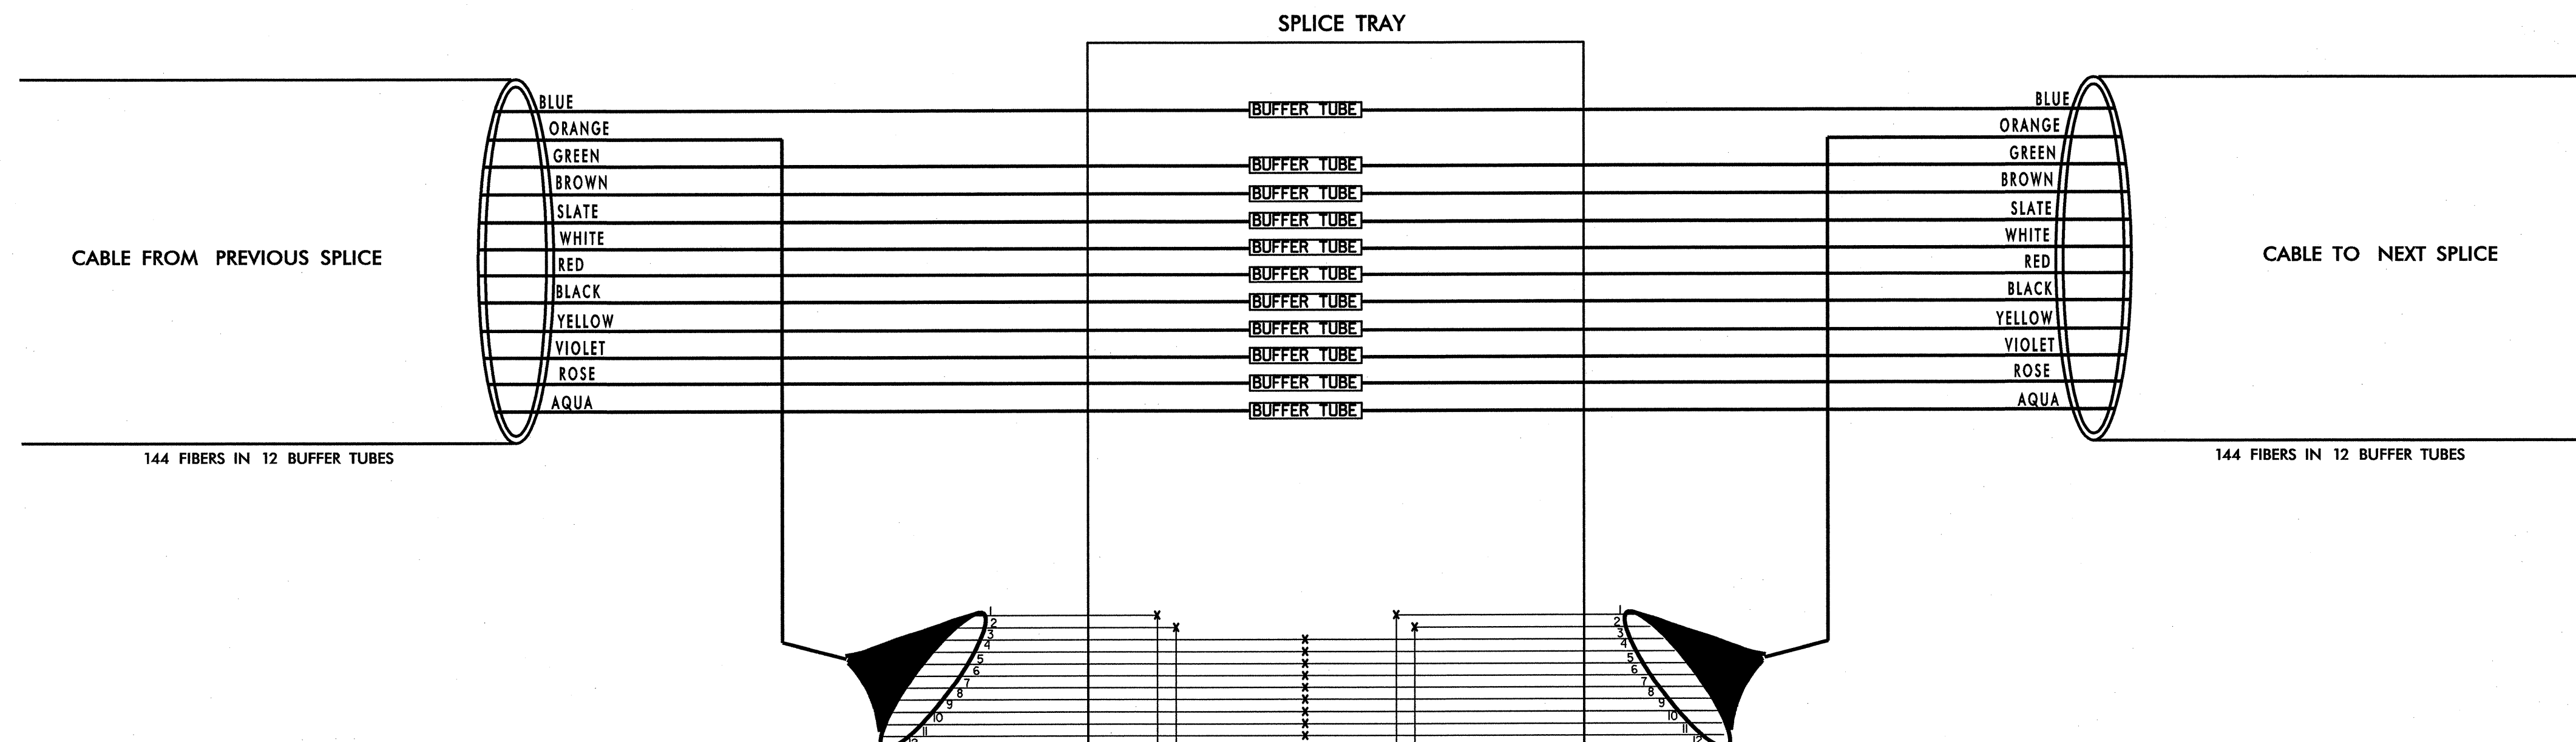 SPLICE TRAY
BLUE BUFFER TUBE BLUE
ORANGE ORANGE
GREEN BUFFER TUBE GREEN
BROWN BUFFER TUBE BROWN
SLATE BUFFER TUBE SLATE
WHITE BUFFER TUBE WHITE
CABLE FROM PREVIOUS SPLICE
CABLE TO NEXT SPLICE
RED BUFFER TUBE RED
BLACK BUFFER TUBE BLACK
YELLOW BUFFER TUBE YELLOW
VIOLET BUFFER TUBE VIOLET
ROSE BUFFER TUBE ROSE
AQUA BUFFER TUBE AQUA
144 FIBERS IN 12 BUFFER TUBES
144 FIBERS IN 12 BUFFER TUBES
1 X X 1
2 X X 2
3 X 3
4 X 4
5 X 5
6 X 6
7 X 7
8 X 8
9 X 9
10 X 10
11 X 11